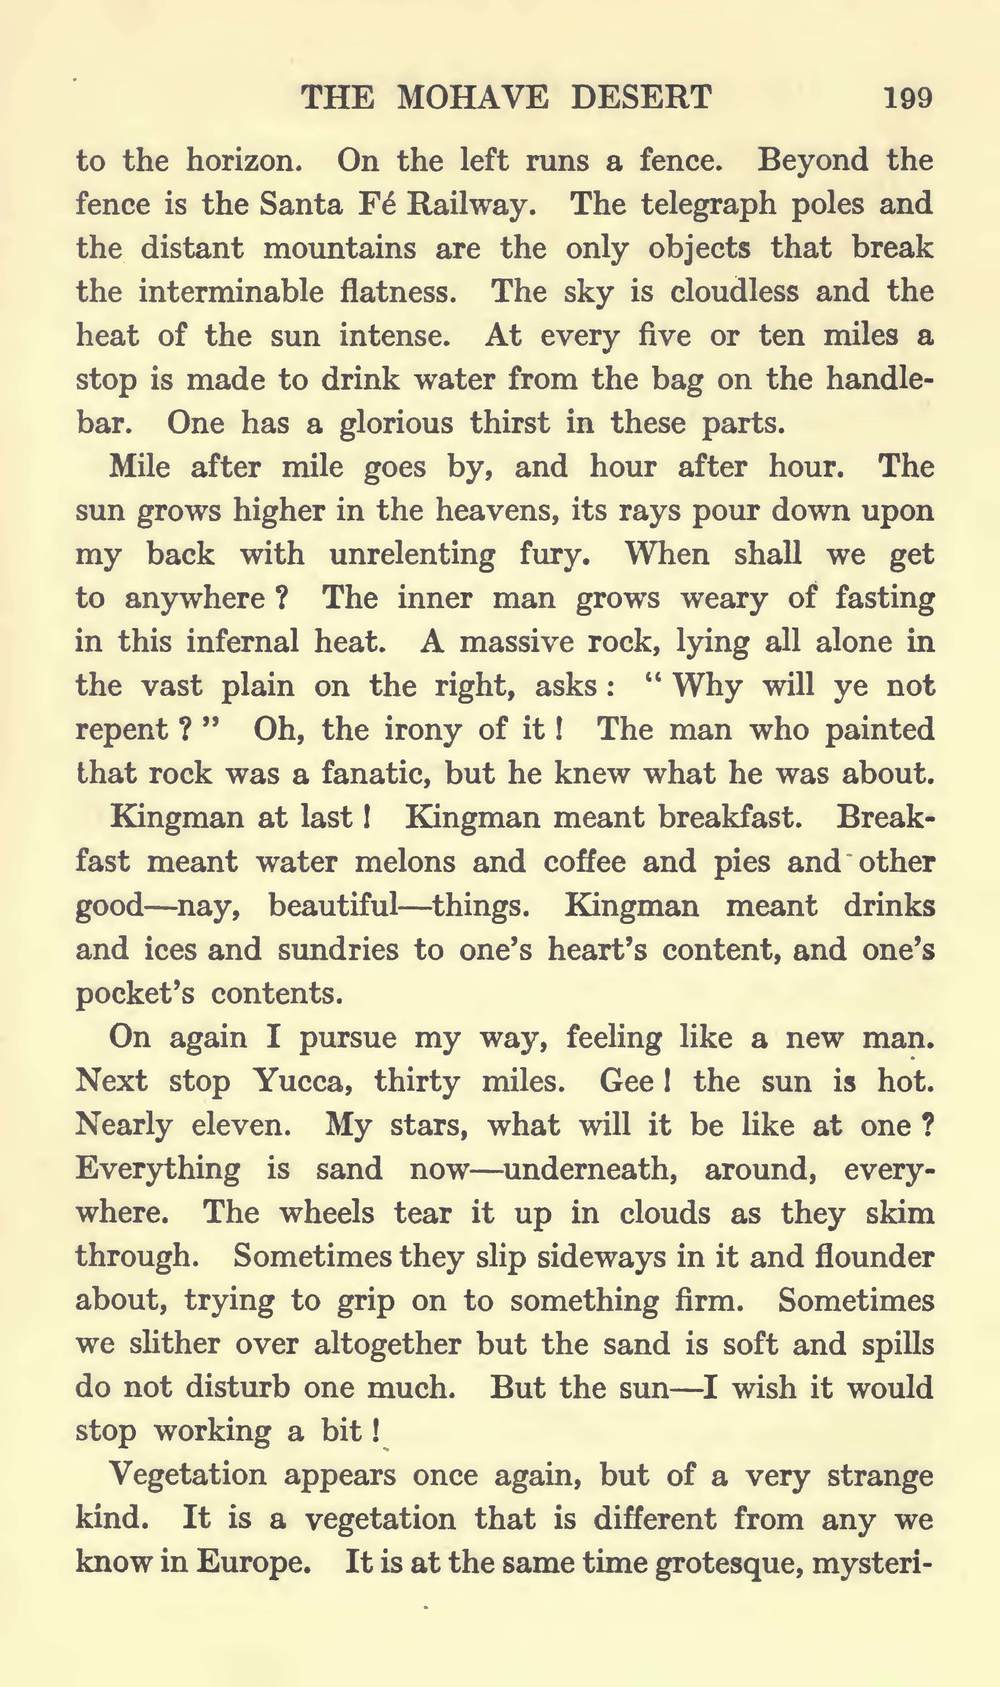 THE MOHAVE DESERT 199
to the horizon. On the left runs a fence. Beyond the
fence is the Santa Fé Railway. The telegraph poles and
the distant mountains are the only objects that break
the interminable flatness. The sky is cloudless and the
heat of the sun intense. At every five or ten miles a
stop is made to drink water from the bag on the handle-
bar. One has a glorious thirst in these parts.
Mile after mile goes by, and hour after hour. The
sun grows higher in the heavens, its rays pour down upon
my back with unrelenting fury. When shall we get
to anywhere ? The inner man grows weary of fasting
in this infernal heat. A massive rock, lying all alone in
the vast plain on the right, asks : “ Why will ye not
repent ? ” Oh, the irony of it ! The man who painted
that rock was a fanatic, but he knew what he was about.
Kingman at last ! Kingman meant breakfast. Break-
fast meant water melons and coffee and pies and other
good—nay, beautiful—things. Kingman meant drinks
and ices and sundries to one’s heart’s content, and one’s
pocket’s contents.
On again I pursue my way, feeling like a new man.
Next stop Yucca, thirty miles. Gee ! the sun is hot.
Nearly eleven. My stars, what will it be like at one ?
Everything is sand now—underneath, around, every-
where. The wheels tear it up in clouds as they skim
through. Sometimes they slip sideways in it and flounder
about, trying to grip on to something firm. Sometimes
we slither over altogether but the sand is soft and spills
do not disturb one much. But the sun—I wish it would
stop working a bit !
Vegetation appears once again, but of a very strange
kind. It is a vegetation that is different from any we
know in Europe. It is at the same time grotesque, mysteri-